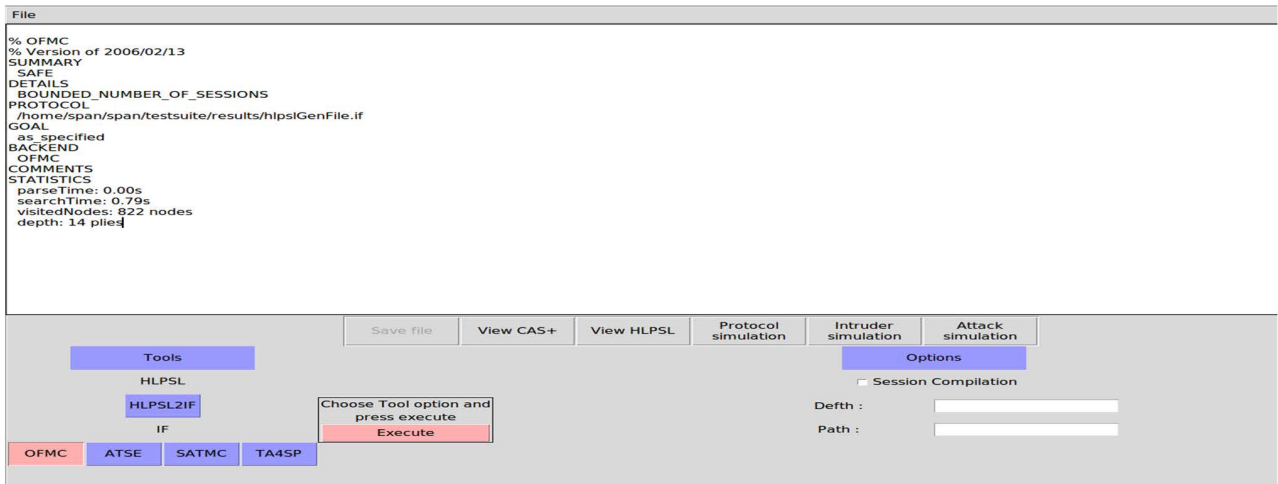 File
% OFMC
% Version of 2006/02/13
SUMMARY
SAFE
DETAILS
BOUNDED_NUMBER_OF_SESSIONS
PROTOCOL
/home/span/span/testsuite/results/hlpslGenFile.if
GOAL
as_specified
BACKEND
OFMC
COMMENTS
STATISTICS
parseTime: 0.00s
searchTime: 0.79s
visitedNodes: 822 nodes
depth: 14 plies
Save file View CAS+ View HLPSL Protocol simulation Intruder simulation Attack simulation
Tools
Options
HLPSL
Session Compilation
HLPSL2IF
Choose Tool option and
press execute
Defth :
IF
Execute
Path :
OFMC ATSE SATMC TA4SP